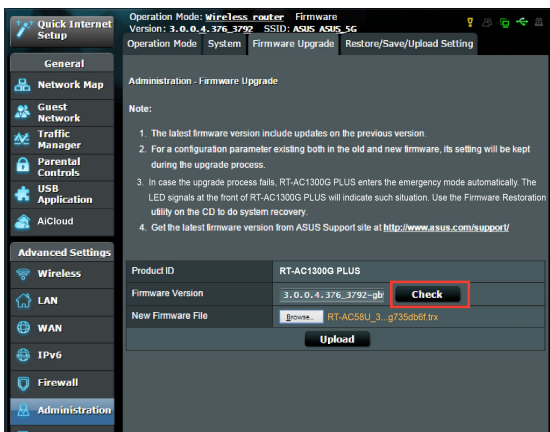 Quick Internet
Setup
Operation Mode: Wireless router Firmware
Version: 3.0.0.4.376_3792 SSID: ASUS ASUS_5G
Operation Mode System Firmware Upgrade Restore/Save/Upload Setting
General
Network Map
Guest
Network
Traffic
Manager
Parental
Controls
USB
Application
AiCloud
Advanced Settings
Wireless
LAN
WAN
IPv6
Firewall
Administration
Administration - Firmware Upgrade
Note:
1. The latest firmware version include updates on the previous version.
2. For a configuration parameter existing both in the old and new firmware, its setting will be kept
during the upgrade process.
3. In case the upgrade process fails, RT-AC1300G PLUS enters the emergency mode automatically. The
LED signals at the front of RT-AC1300G PLUS will indicate such situation. Use the Firmware Restoration
utility on the CD to do system recovery.
4. Get the latest firmware version from ASUS Support site at http://www.asus.com/support/
Product ID RT-AC1300G PLUS
Firmware Version 3.0.0.4.376_3792-gb Check
New Firmware File Browse... RT-AC58U_3...g735db6f.trx
Upload